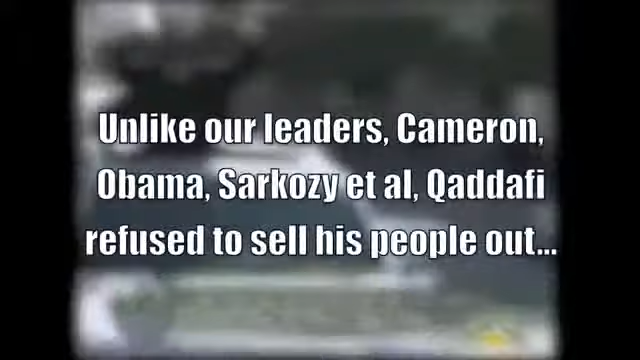 Unlike our leaders, Cameron,
Obama, Sarkozy et al, Qaddafi
refused to sell his people out...